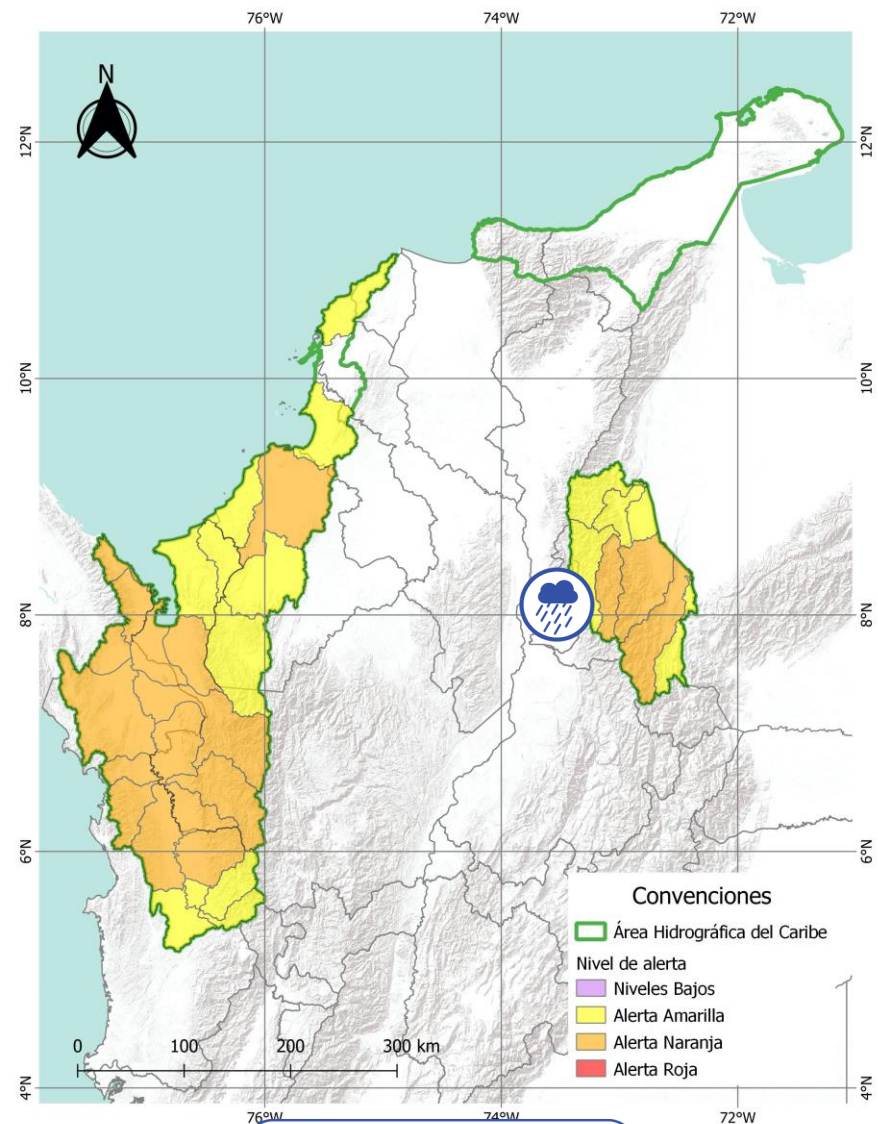 76°W 74°W 72°W
N
12°N 12°N
10°N 10°N
8°N 8°N
6°N 6°N
Convenciones
Área Hidrográfica del Caribe
Nivel de alerta
Niveles Bajos
Alerta Amarilla
Alerta Naranja
Alerta Roja
0 100 200 300 km
4°N 4°N
76°W 74°W 72°W